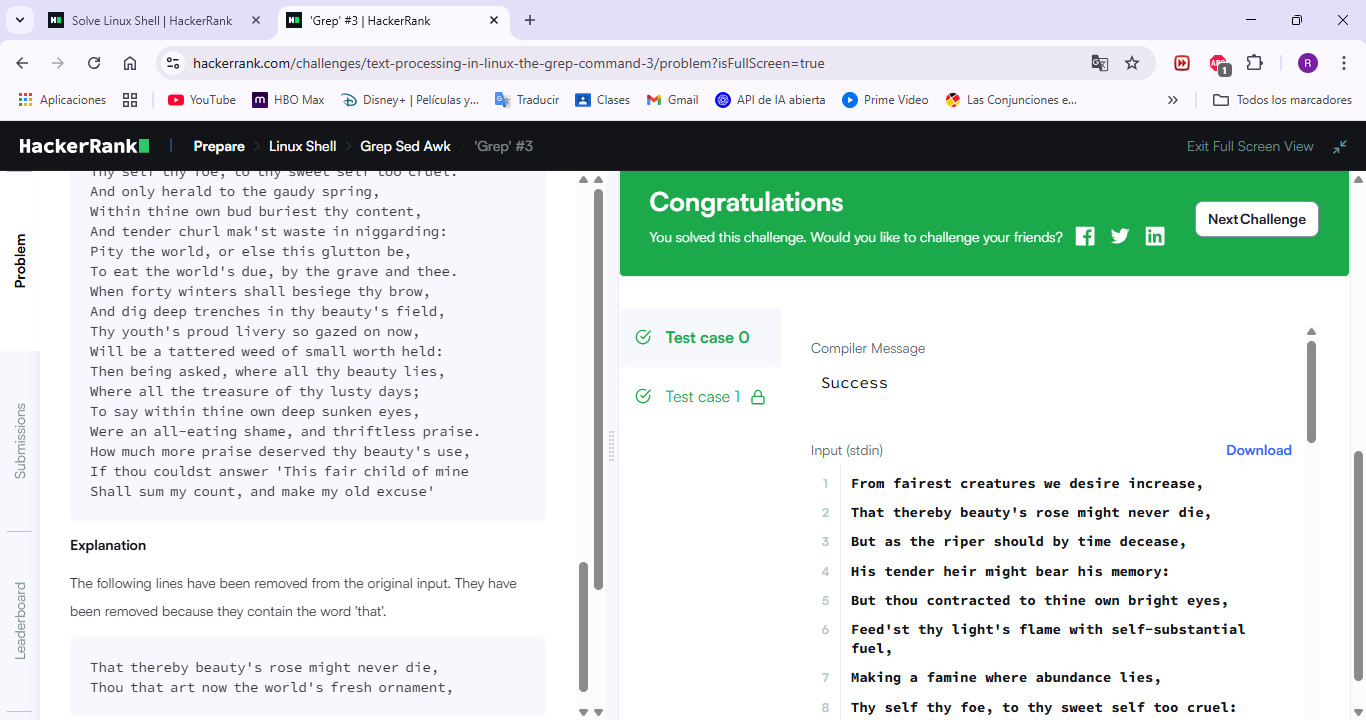 Solve Linux Shell | HackerRank
'Grep' #3 | HackerRank
hackerrank.com/challenges/text-processing-in-linux-the-grep-command-3/problem?isFullScreen=true
ABP
1
R
Aplicaciones
YouTube
m HBO Max
Disney+ | Películas y...
Traducir
Clases
Gmail
API de IA abierta
Prime Video
Las Conjunciones e...
Todos los marcadores
HackerRank
Prepare
Linux Shell
Grep Sed Awk
'Grep' #3
Exit Full Screen View
Problem
Submissions
Leaderboard
Thy self thy foe, to thy sweet self too cruel:
And only herald to the gaudy spring,
Within thine own bud buriest thy content,
And tender churl mak'st waste in niggarding:
Pity the world, or else this glutton be,
To eat the world's due, by the grave and thee.
When forty winters shall besiege thy brow,
And dig deep trenches in thy beauty's field,
Thy youth's proud livery so gazed on now,
Will be a tattered weed of small worth held:
Then being asked, where all thy beauty lies,
Where all the treasure of thy lusty days;
To say within thine own deep sunken eyes,
Were an all-eating shame, and thriftless praise.
How much more praise deserved thy beauty's use,
If thou couldst answer 'This fair child of mine
Shall sum my count, and make my old excuse'
Explanation
The following lines have been removed from the original input. They have
been removed because they contain the word 'that'.
That thereby beauty's rose might never die,
Thou that art now the world's fresh ornament,
Congratulations
You solved this challenge. Would you like to challenge your friends?
Next Challenge
Test case 0
Test case 1
Compiler Message
Success
Input (stdin)
Download
1 From fairest creatures we desire increase,
2 That thereby beauty's rose might never die,
3 But as the riper should by time decease,
4 His tender heir might bear his memory:
5 But thou contracted to thine own bright eyes,
6 Feed'st thy light's flame with self-substantial
fuel,
7 Making a famine where abundance lies,
8 Thy self thy foe, to thy sweet self too cruel: